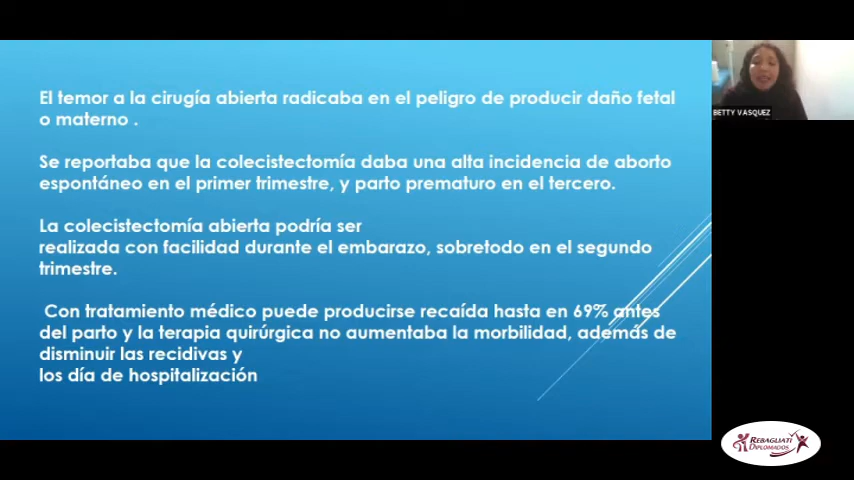 El temor a la cirugía abierta radicaba en el peligro de producir daño fetal
o materno .
Se reportaba que la colecistectomía daba una alta incidencia de aborto
espontáneo en el primer trimestre, y parto prematuro en el tercero.
La colecistectomía abierta podría ser
realizada con facilidad durante el embarazo, sobretodo en el segundo
trimestre.
Con tratamiento médico puede producirse recaída hasta en 69% antes
del parto y la terapia quirúrgica no aumentaba la morbilidad, además de
disminuir las recidivas y
los día de hospitalización
BETTY VASQUEZ
REBAGLIATI
DIPLOMADOS